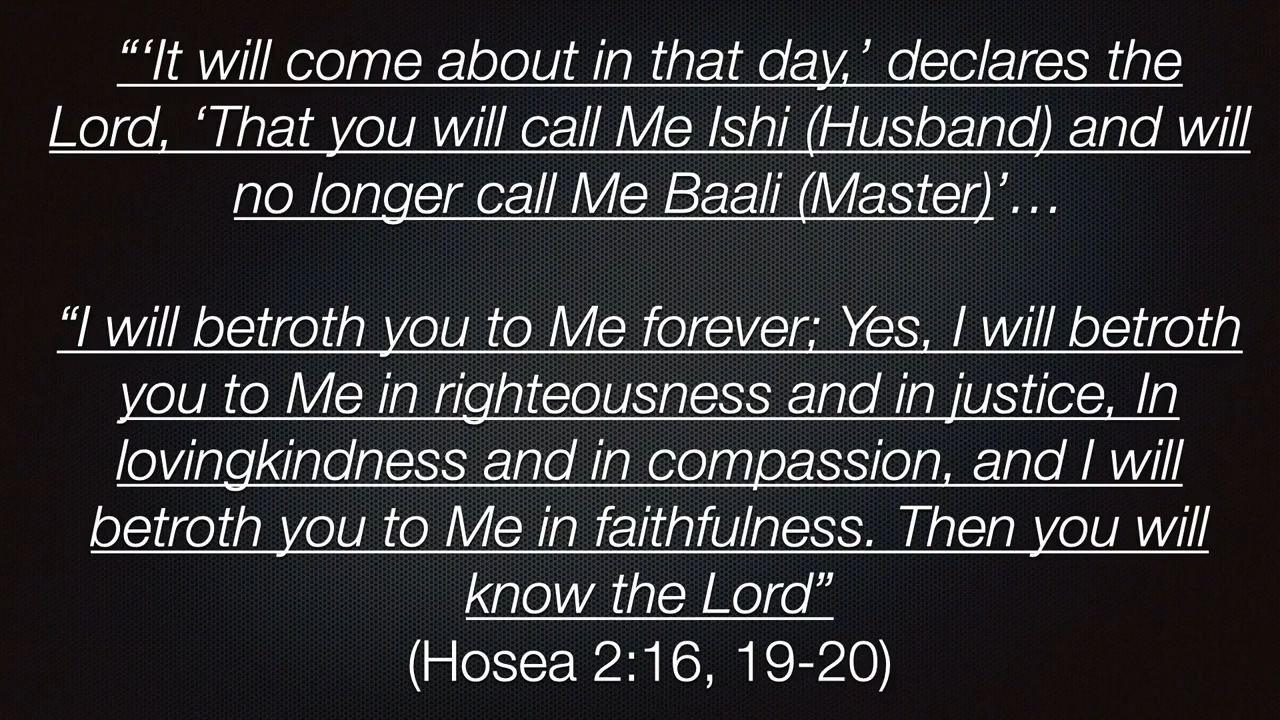 “‘It will come about in that day,’ declares the
Lord, ‘That you will call Me Ishi (Husband) and will
no longer call Me Baali (Master)’…
“I will betroth you to Me forever; Yes, I will betroth
you to Me in righteousness and in justice, In
lovingkindness and in compassion, and I will
betroth you to Me in faithfulness. Then you will
know the Lord”
(Hosea 2:16, 19-20)